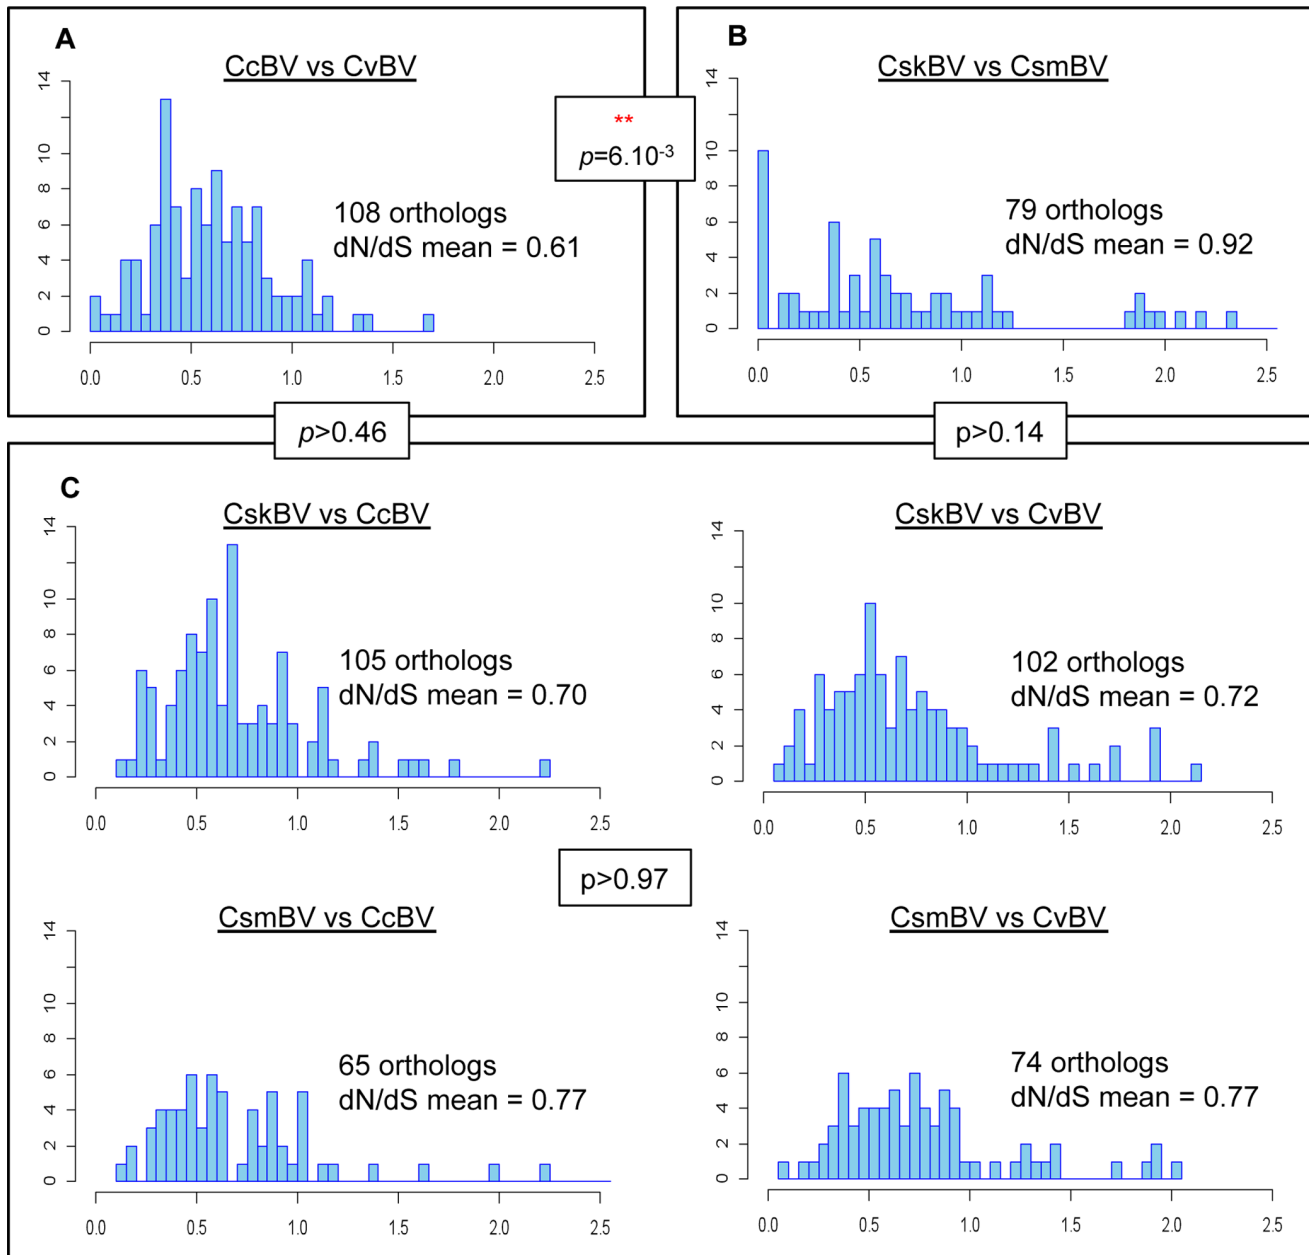 A
CcBV vs CvBV
14
10
8
6
4
2
0
108 orthologs
dN/dS mean = 0.61
0.0 0.5 1.0 1.5 2.0 2.5
**
p=6.10-3
B
CskBV vs CsmBV
14
10
8
6
4
2
0
79 orthologs
dN/dS mean = 0.92
0.0 0.5 1.0 1.5 2.0 2.5
p>0.46
p>0.14
C
CskBV vs CcBV
14
10
8
6
4
2
0
105 orthologs
dN/dS mean = 0.70
0.0 0.5 1.0 1.5 2.0 2.5
CskBV vs CvBV
14
10
8
6
4
2
0
102 orthologs
dN/dS mean = 0.72
0.0 0.5 1.0 1.5 2.0 2.5
p>0.97
CsmBV vs CcBV
14
10
8
6
4
2
0
65 orthologs
dN/dS mean = 0.77
0.0 0.5 1.0 1.5 2.0 2.5
CsmBV vs CvBV
14
10
8
6
4
2
0
74 orthologs
dN/dS mean = 0.77
0.0 0.5 1.0 1.5 2.0 2.5